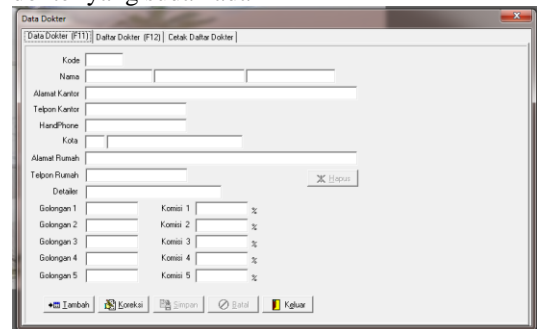 Data Dokter
Data Dokter (F11) Daftar Dokter (F12) Cetak Daftar Dokter
Kode
Nama
Alamat Kantor
Telpon Kantor
HandPhone
Kota
Alamat Rumah
Telpon Rumah
Hapus
Detailer
Golongan 1 Komisi 1 %
Golongan 2 Komisi 2 %
Golongan 3 Komisi 3 %
Golongan 4 Komisi 4 %
Golongan 5 Komisi 5 %
Tambah Koreksi Simpan Batal Keluar